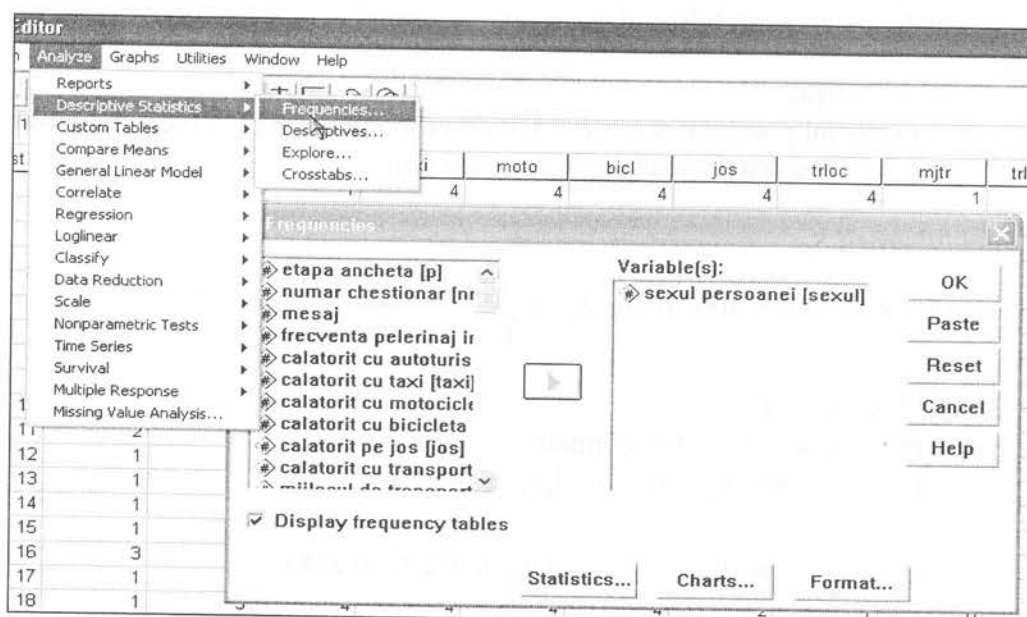 Editor
Analyze Graphs Utilities Window Help
Reports
Descriptive Statistics
Custom Tables
Compare Means
General Linear Model
Correlate
Regression
Loglinear
Classify
Data Reduction
Scale
Nonparametric Tests
Time Series
Survival
Multiple Response
Missing Value Analysis...
Frequencies...
Descriptives...
Explore...
Crosstabs...
st xi moto bicl jos trloc mjtr trl
4 4 4 4 4 1
Frequencies
etapa ancheta [p]
numar chestionar [nr
mesaj
frecventa pelerinaj in
calatorit cu autoturis
calatorit cu taxi [taxi]
calatorit cu motocicle
calatorit cu bicicleta
calatorit pe jos [jos]
calatorit cu transport
Variable(s):
sexul persoanei [sexul]
OK
Paste
Reset
Cancel
Help
Display frequency tables
Statistics... Charts... Format...
11 2
12 1
13 1
14 1
15 1
16 3
17 1
18 1